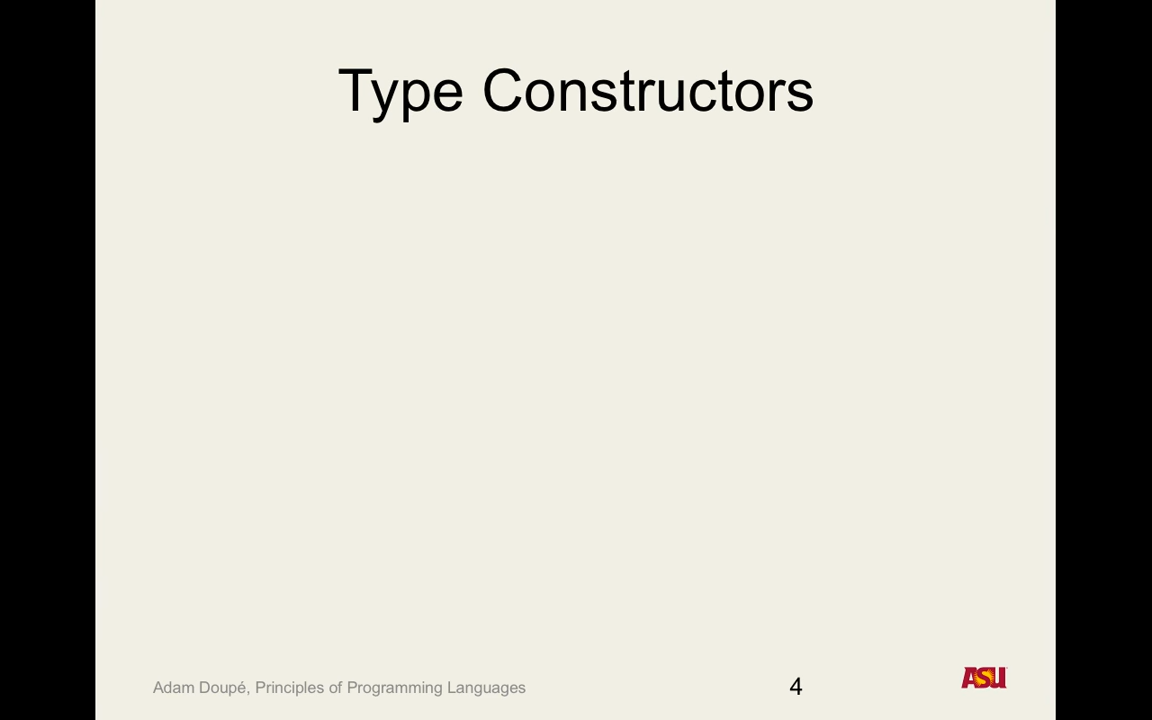 Type Constructors
Adam Doupé, Principles of Programming Languages
4
ASU